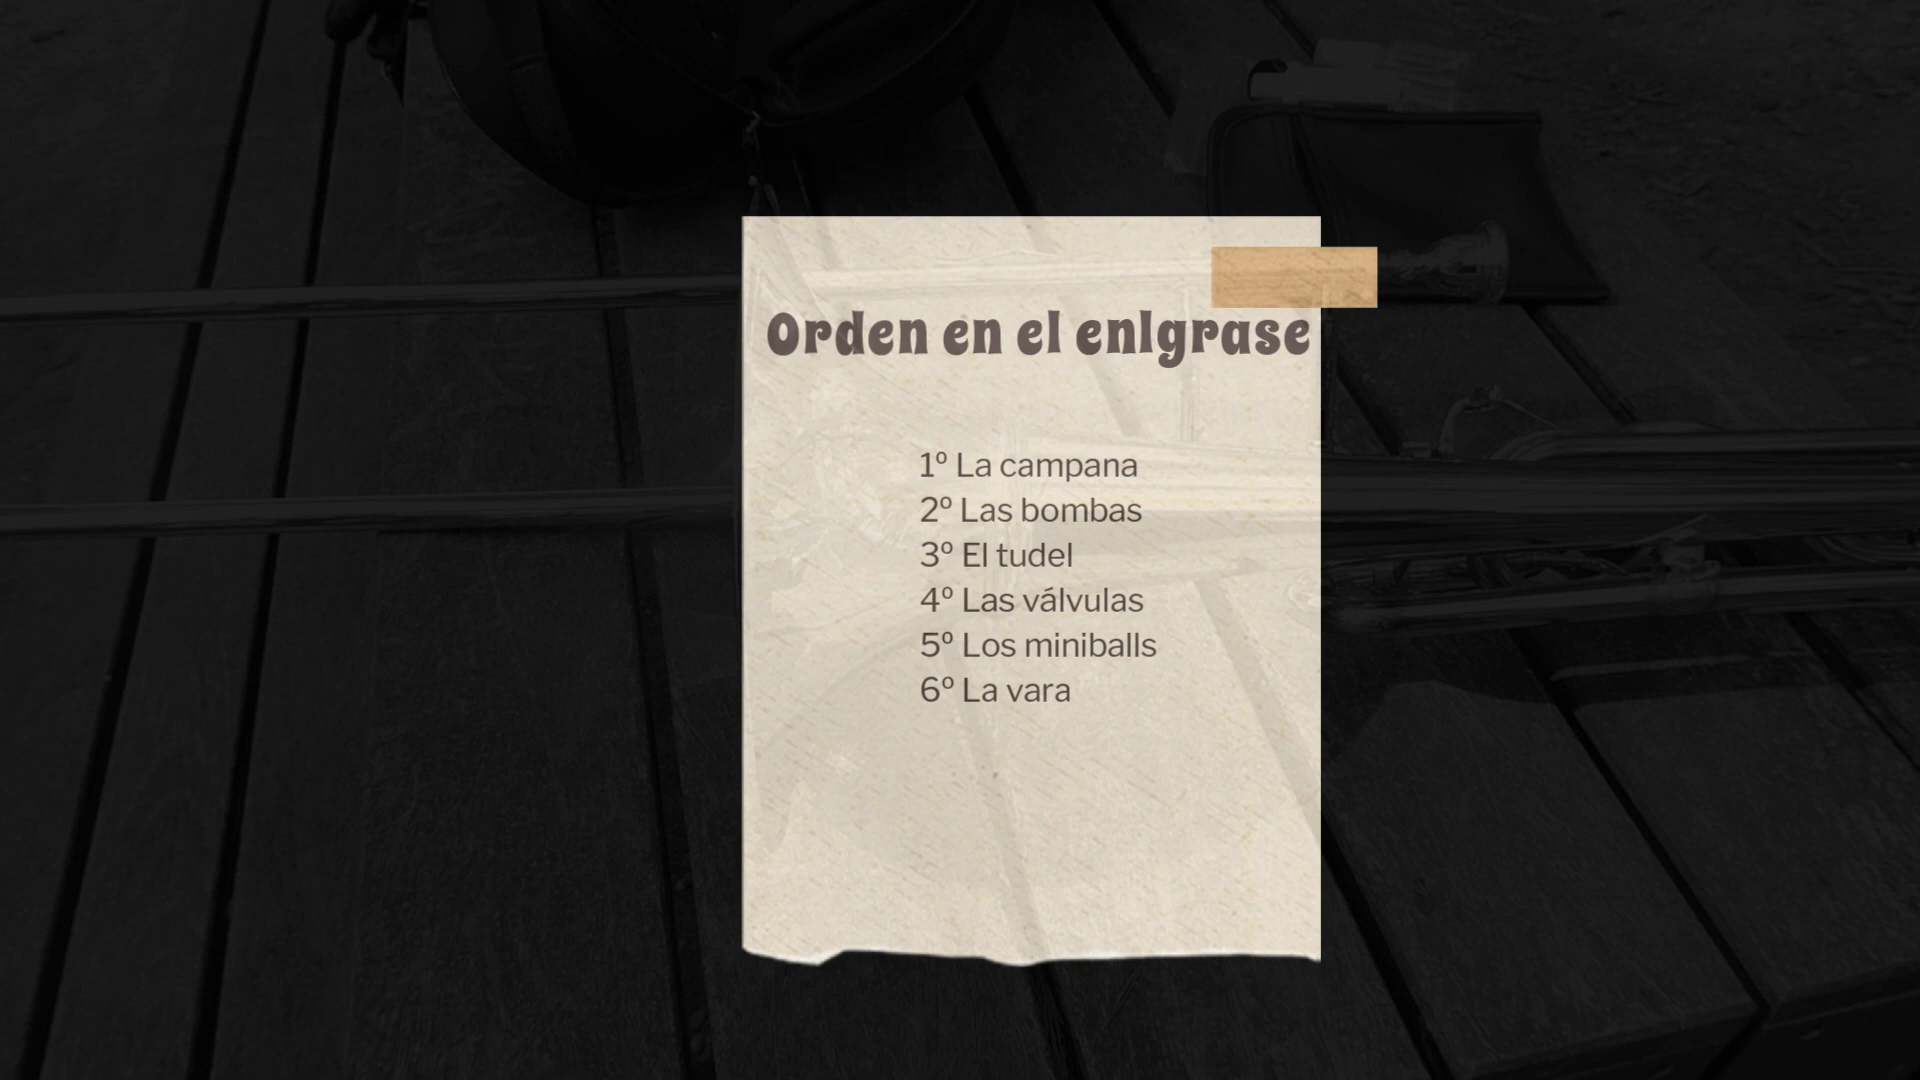 Orden en el enlgrase
1º La campana
2º Las bombas
3º El tudel
4º Las válvulas
5º Los miniballs
6º La vara